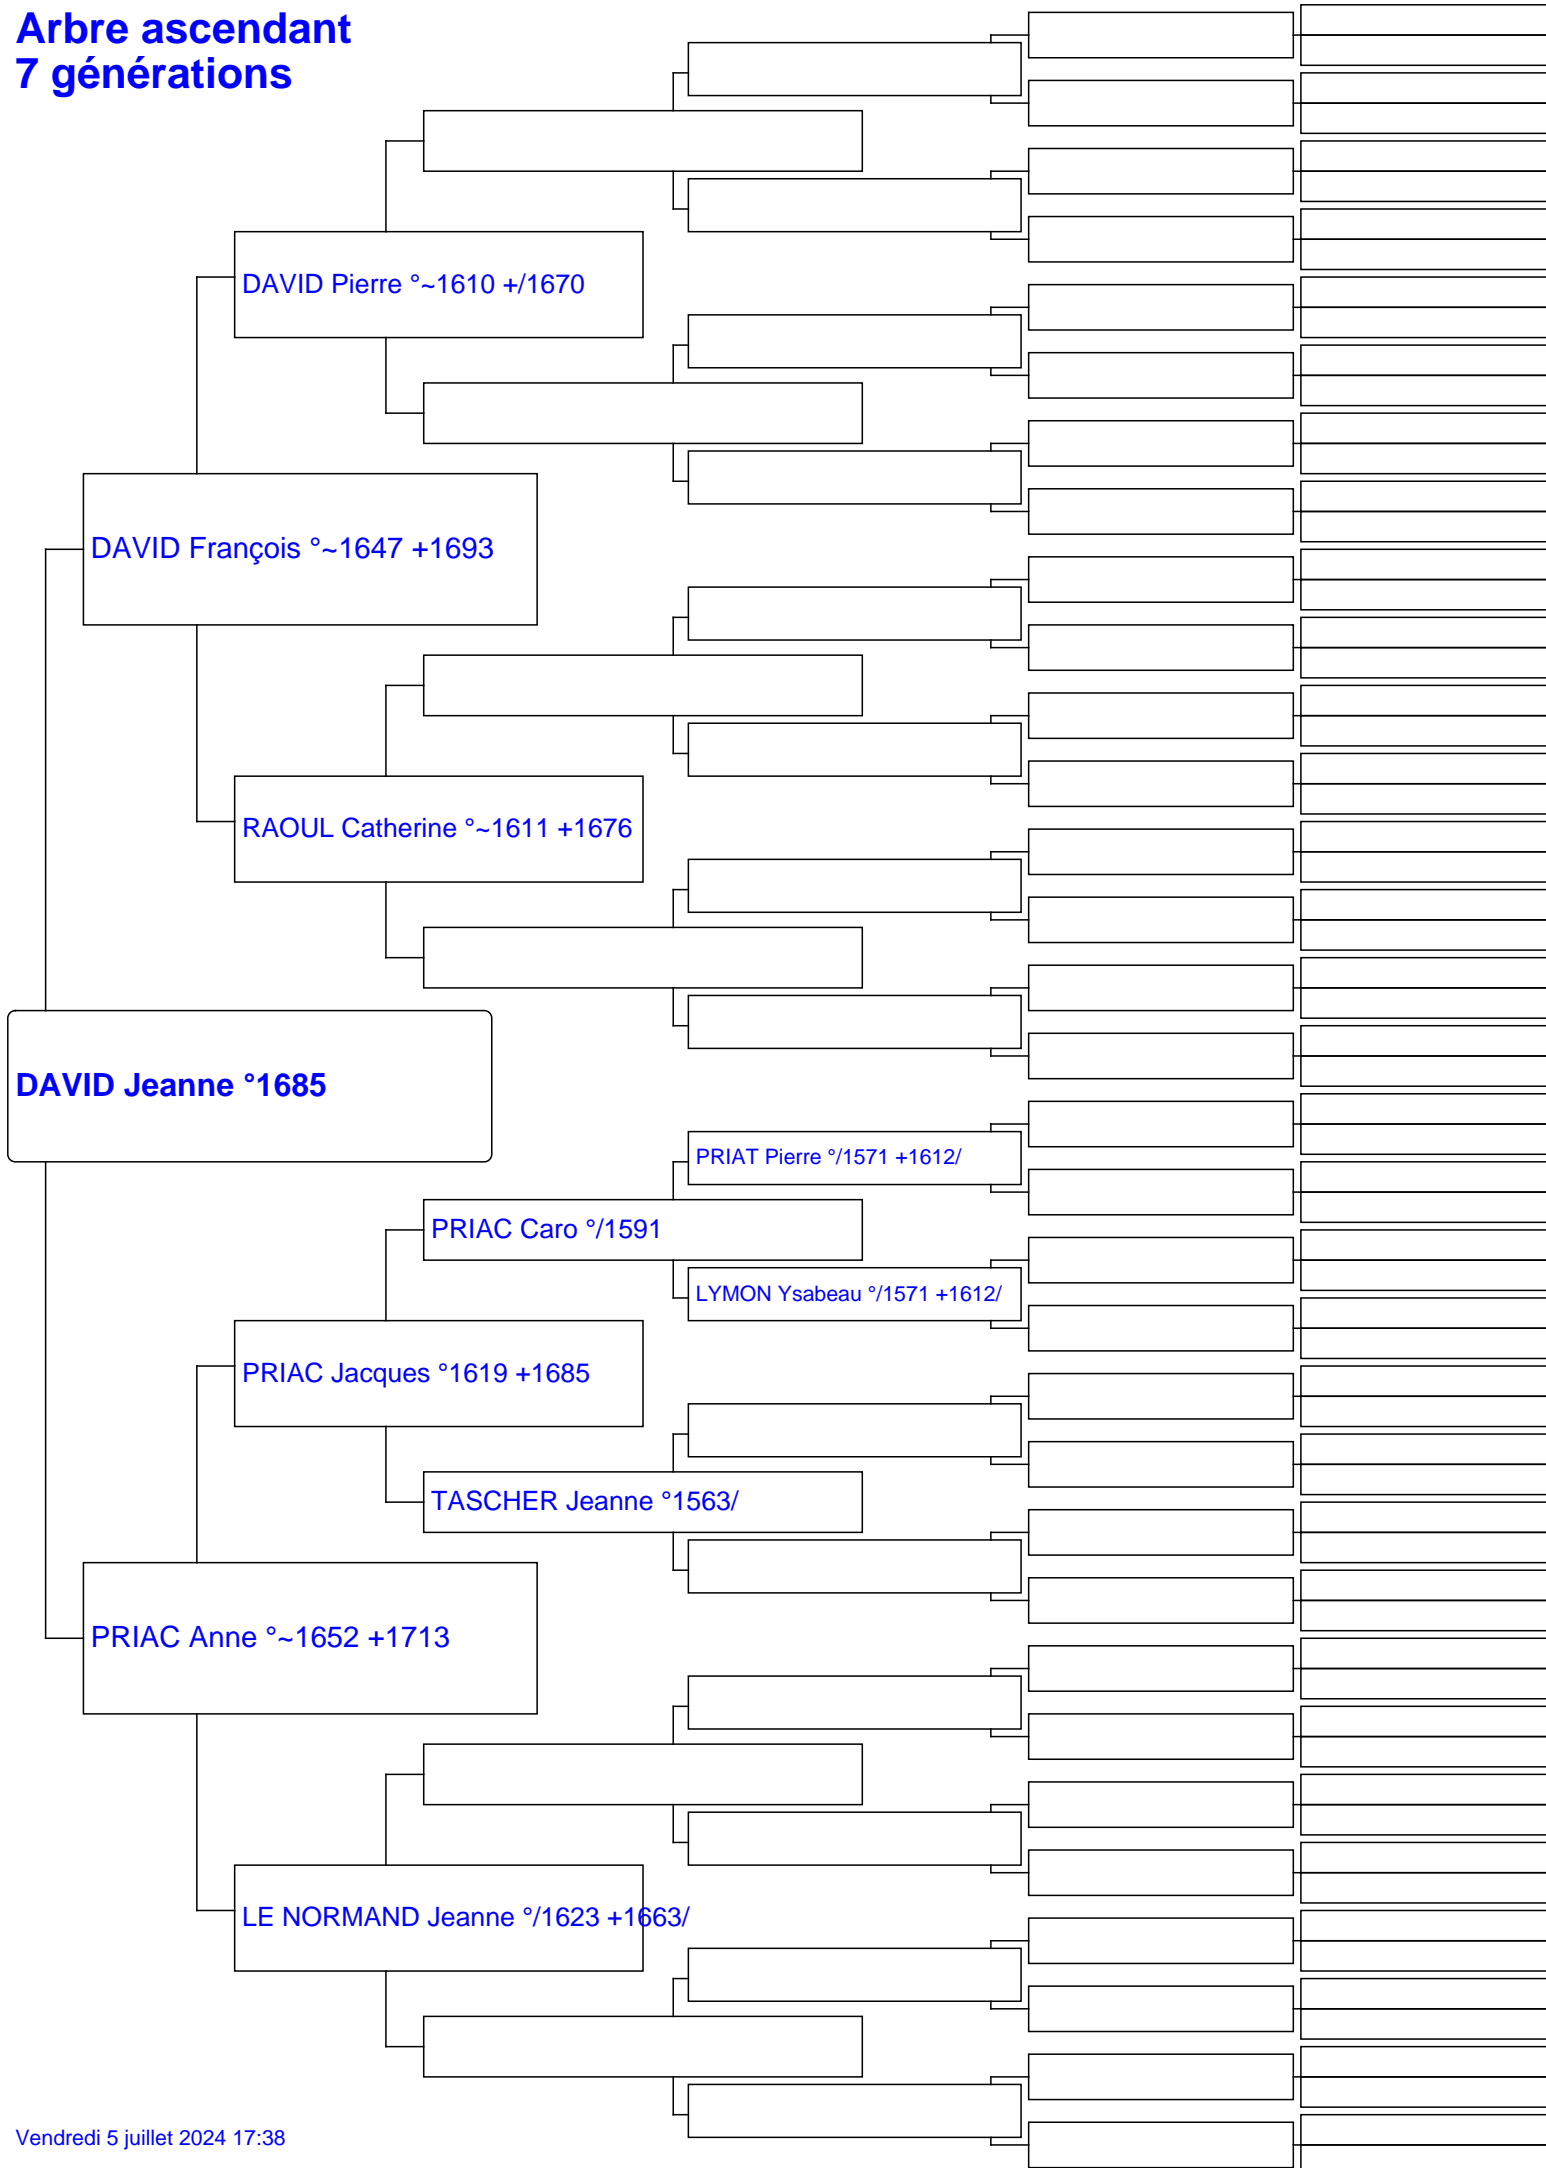 Arbre ascendant
7 générations
DAVID Pierre °~1610 +/1670
DAVID François °~1647 +1693
RAOUL Catherine °~1611 +1676
DAVID Jeanne °1685
PRIAT Pierre °/1571 +1612/
PRIAC Caro °/1591
LYMON Ysabeau °/1571 +1612/
PRIAC Jacques °1619 +1685
TASCHER Jeanne °1563/
PRIAC Anne °~1652 +1713
LE NORMAND Jeanne °/1623 +1663/
Vendredi 5 juillet 2024 17:38